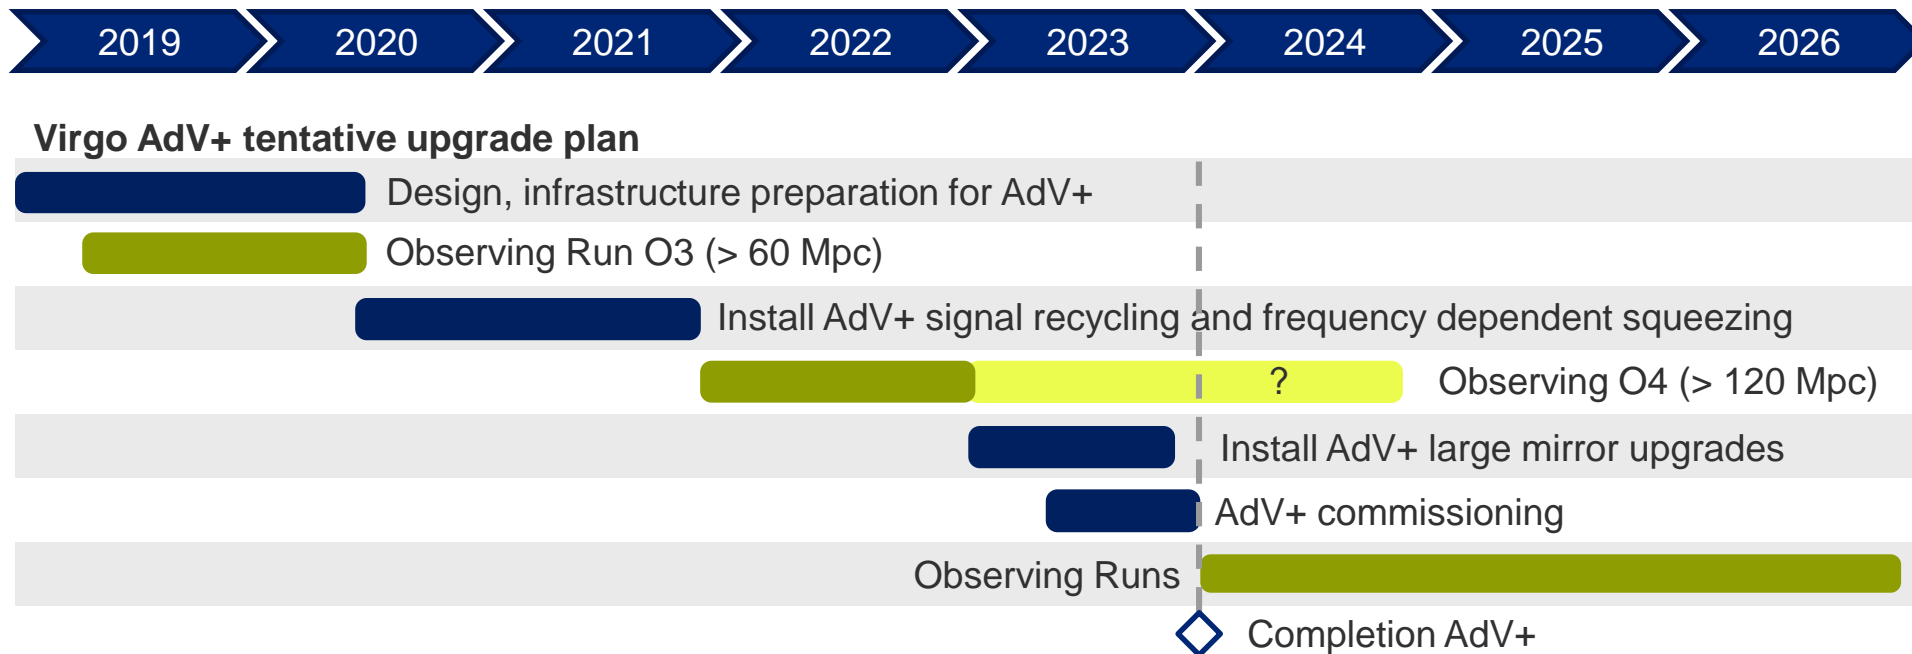 2019 2020 2021 2022 2023 2024 2025 2026
Virgo AdV+ tentative upgrade plan
Design, infrastructure preparation for AdV+
Observing Run O3 (> 60 Mpc)
Install AdV+ signal recycling and frequency dependent squeezing
? Observing O4 (> 120 Mpc)
Install AdV+ large mirror upgrades
AdV+ commissioning
Observing Runs
Completion AdV+